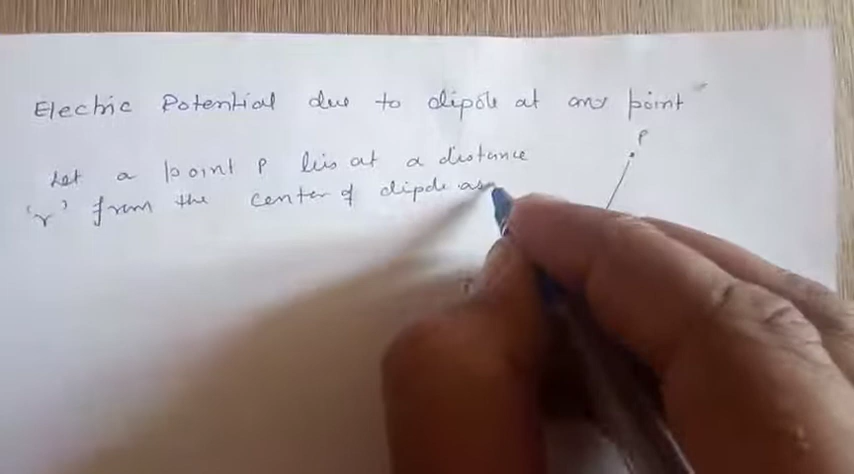 Electric Potential due to dipole at any point
P
Let a point P lies at a distance
'r' from the center of dipole as